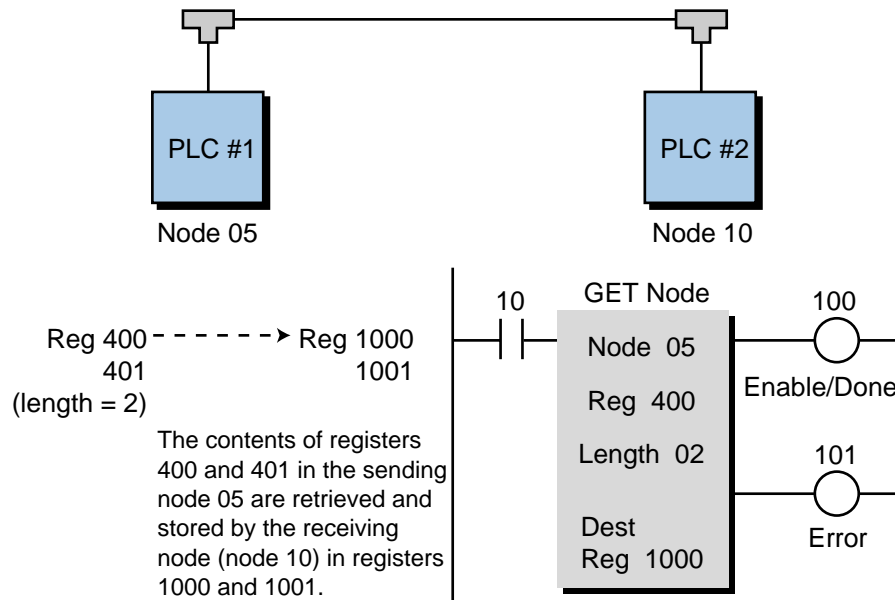 PLC #1
PLC #2
Node 05
Node 10
Reg 400
401
(length = 2)
Reg 1000
1001
The contents of registers
400 and 401 in the sending
node 05 are retrieved and
stored by the receiving
node (node 10) in registers
1000 and 1001.
10
GET Node
Node 05
Reg 400
Length 02
Dest
Reg 1000
100
Enable/Done
101
Error